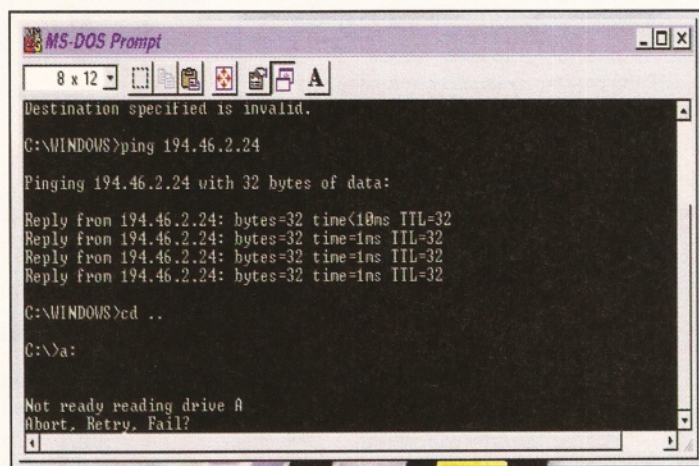 MS-DOS Prompt
8 x 12
A
Destination specified is invalid.
C:\WINDOWS>ping 194.46.2.24
Pinging 194.46.2.24 with 32 bytes of data:
Reply from 194.46.2.24: bytes=32 time<10ms TTL=32
Reply from 194.46.2.24: bytes=32 time=1ms TTL=32
Reply from 194.46.2.24: bytes=32 time=1ms TTL=32
Reply from 194.46.2.24: bytes=32 time=1ms TTL=32
C:\WINDOWS>cd ..
C:\>a:
Not ready reading drive A
Abort, Retry, Fail?